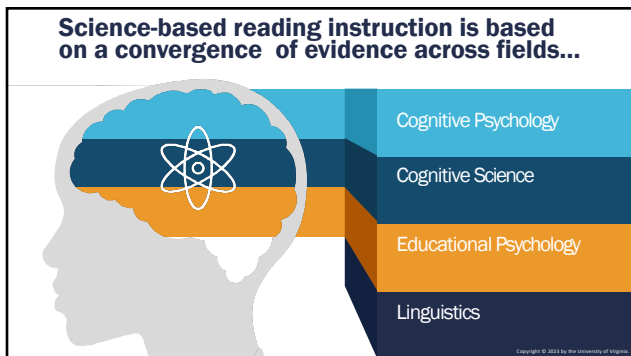 Science-based reading instruction is based
on a convergence of evidence across fields...
Cognitive Psychology
Cognitive Science
Educational Psychology
Linguistics
Copyright © 2023 by the University of Virginia.